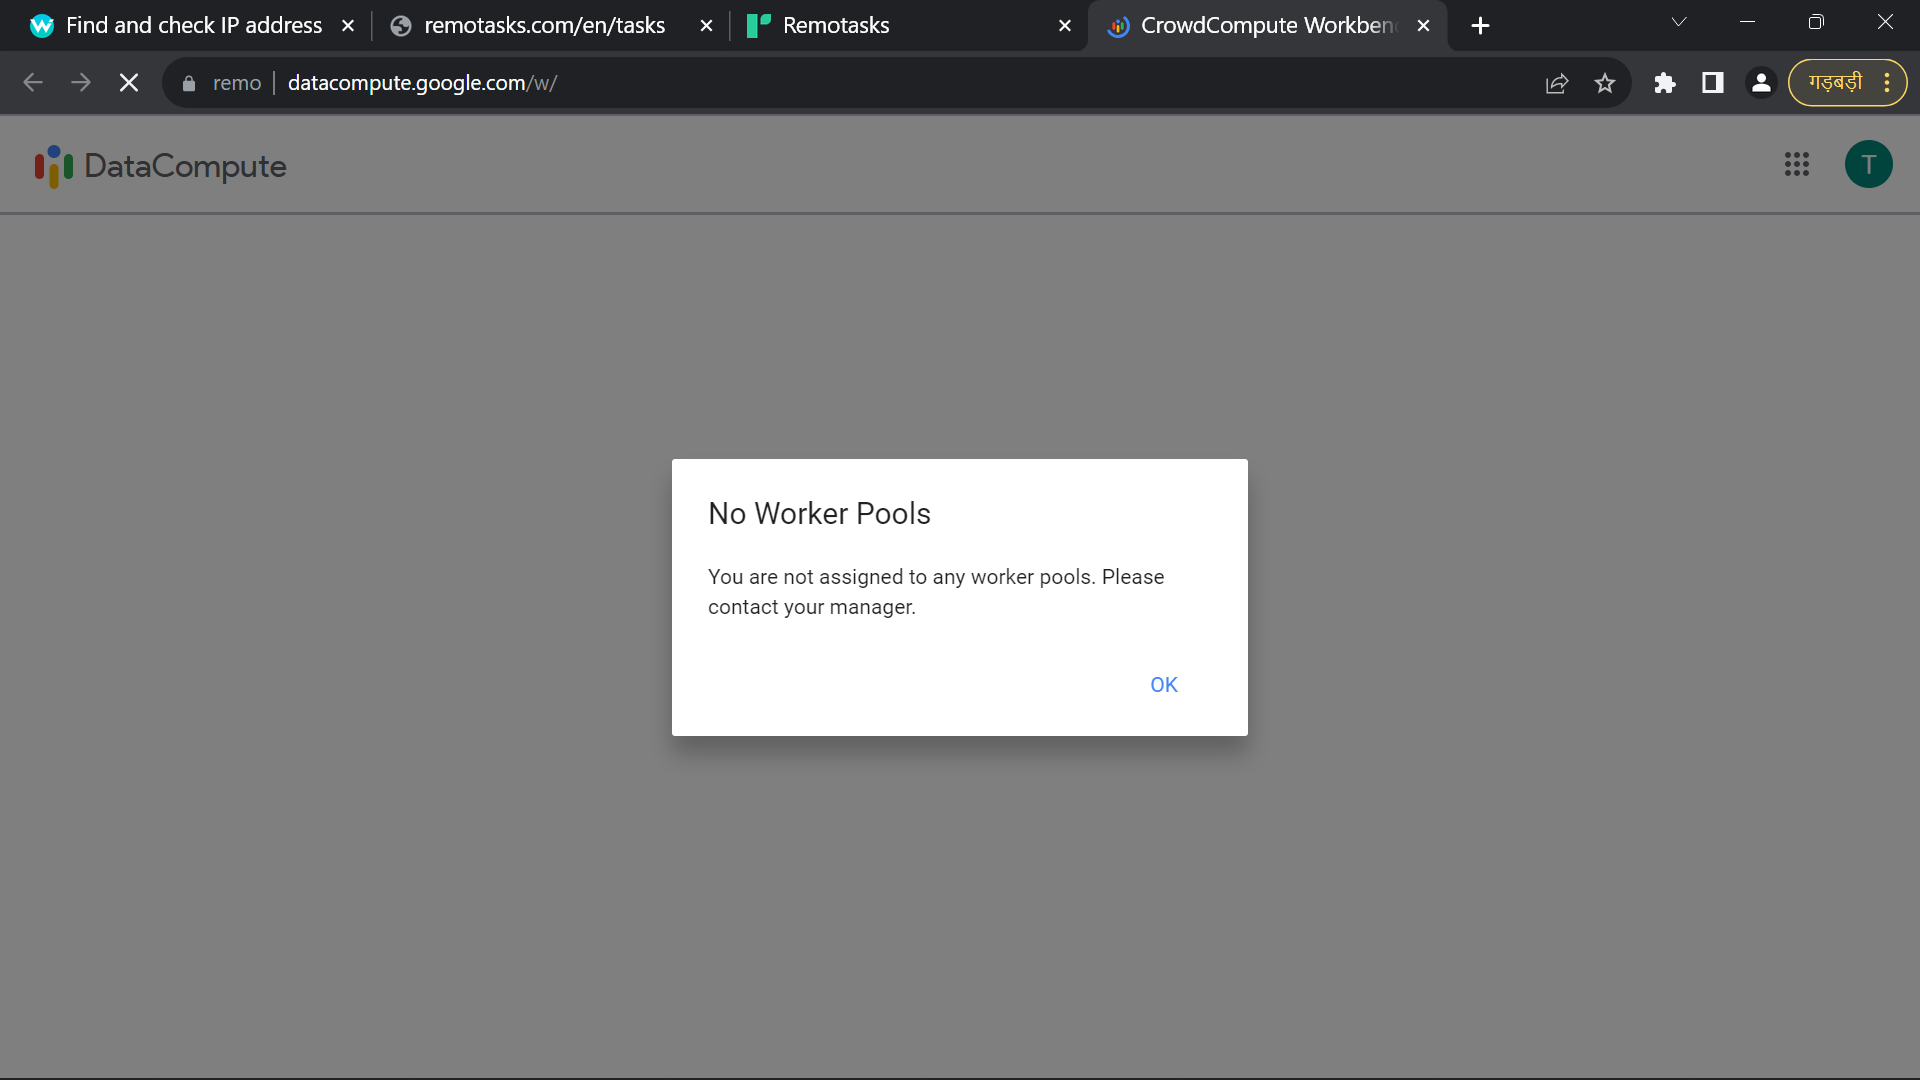 Find and check IP address
remotasks.com/en/tasks
Remotasks
CrowdCompute Workben
remo
datacompute.google.com/w/
गड़बड़ी
DataCompute
T
No Worker Pools
You are not assigned to any worker pools. Please
contact your manager.
OK